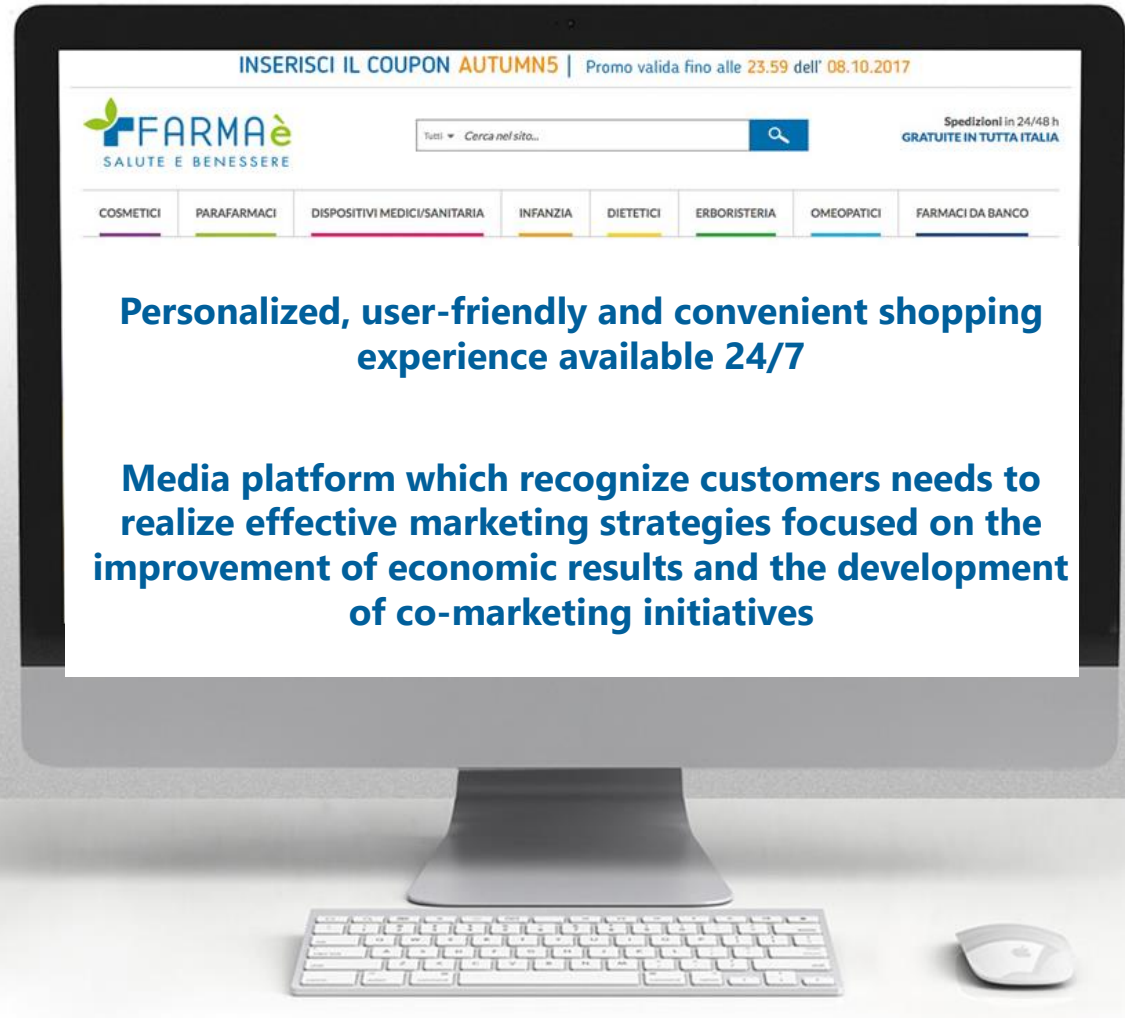 INSERISCI IL COUPON AUTUMN5 | Promo valida fino alle 23.59 dell' 08.10.2017
FARMAè
SALUTE E BENESSERE
Tutti Cerca nel sito...
Spedizioni in 24/48 h
GRATUITE IN TUTTA ITALIA
COSMETICI PARAFARMACI DISPOSITIVI MEDICI/SANITARIA INFANZIA DIETETICI ERBORISTERIA OMEOPATICI FARMACI DA BANCO
Personalized, user-friendly and convenient shopping
experience available 24/7
Media platform which recognize customers needs to
realize effective marketing strategies focused on the
improvement of economic results and the development
of co-marketing initiatives